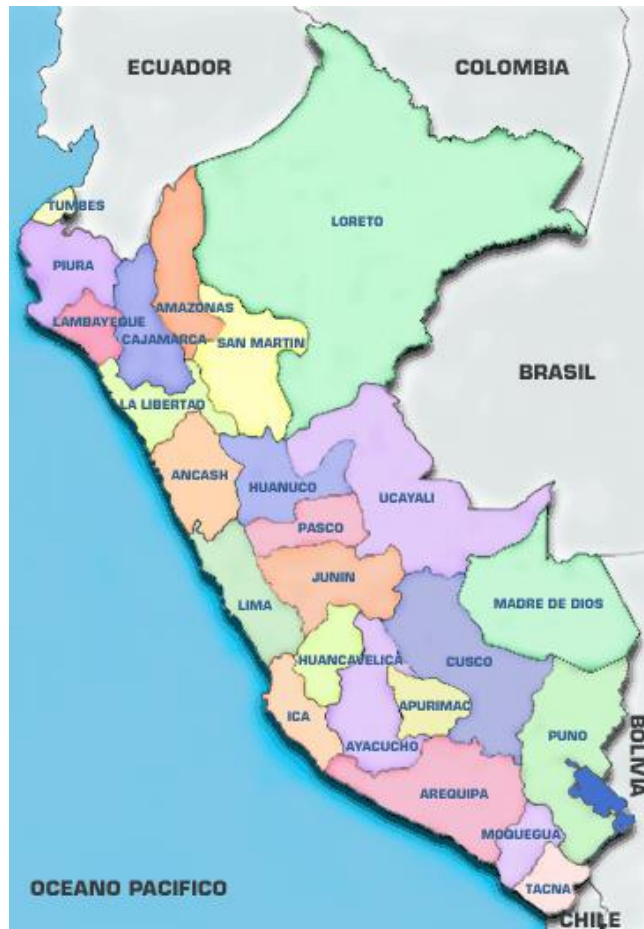 ECUADOR
COLOMBIA
TUMBES
LORETO
PIURA
AMAZONAS
LAMBAYEQUE
CAJAMARCA
SAN MARTIN
BRASIL
LA LIBERTAD
ANCASH
HUANUCO
UCAYALI
PASCO
JUNIN
LIMA
MADRE DE DIOS
HUANCAVELICA
CUSCO
APURIMAC
ICA
AYACUCHO
PUNO
BOLIVIA
AREQUIPA
MOQUEGUA
OCEANO PACIFICO
TACNA
CHILE